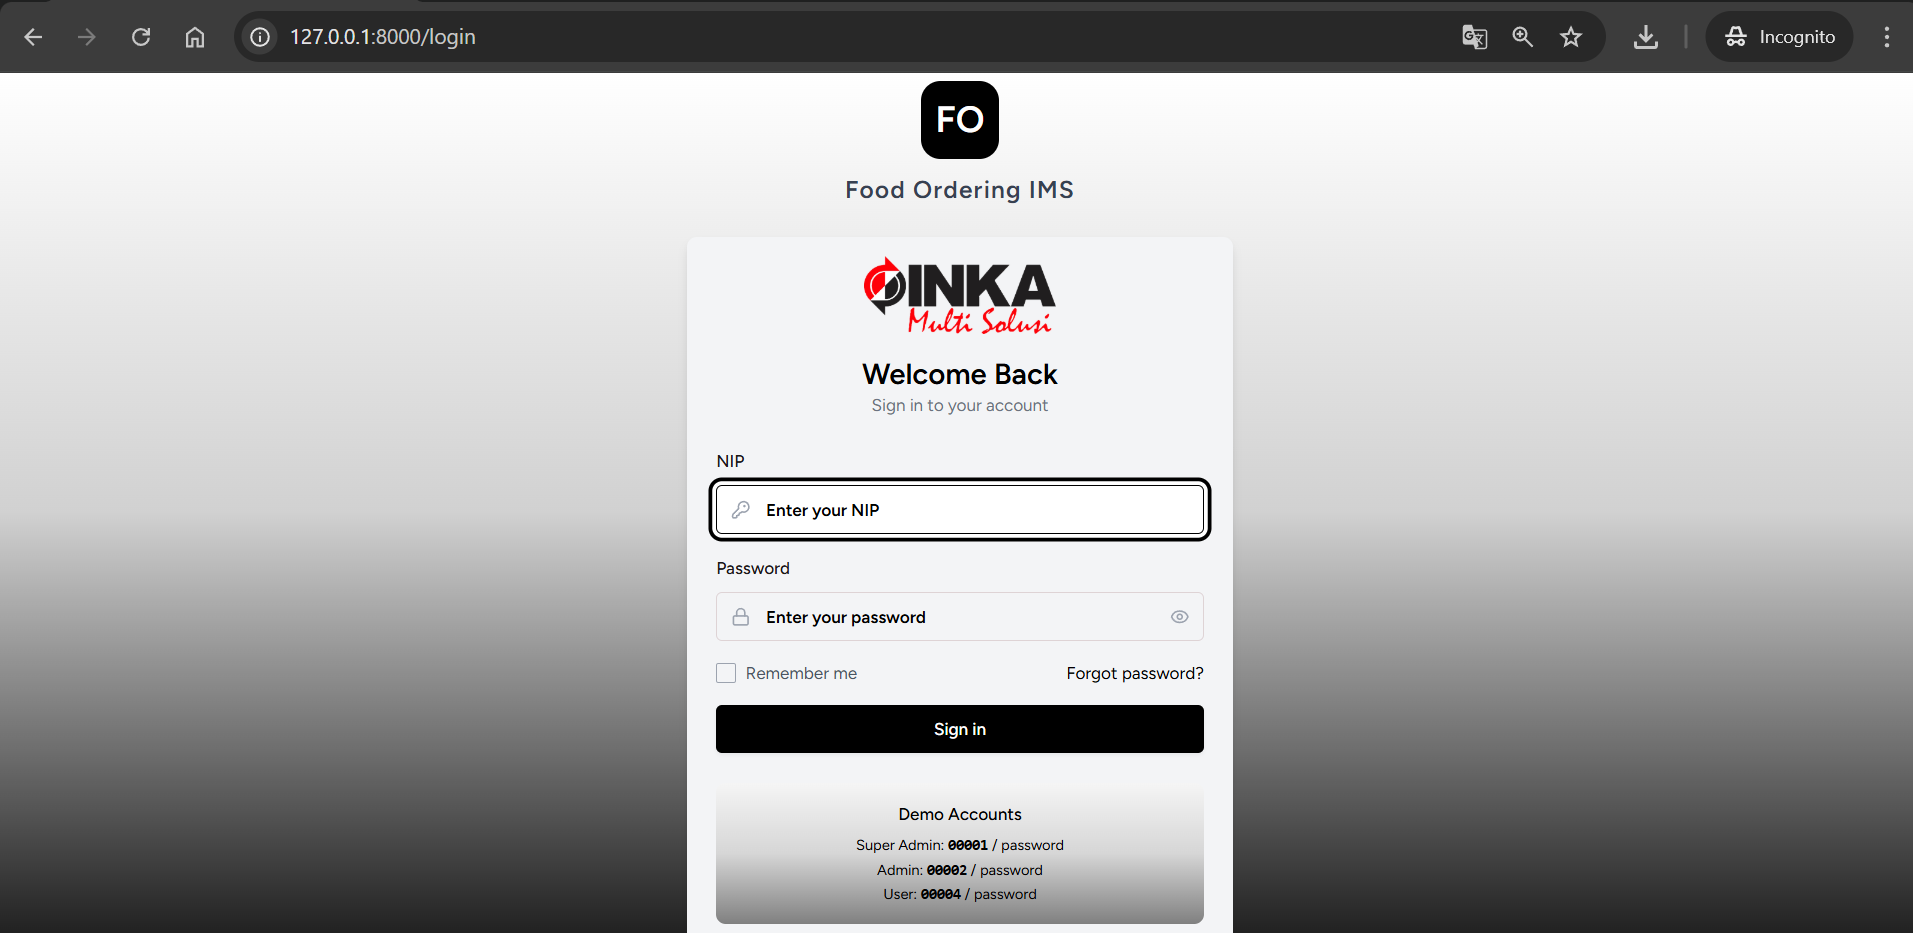 127.0.0.1:8000/login
Incognito
FO
Food Ordering IMS
INKA
Multi Solusi
Welcome Back
Sign in to your account
NIP
Enter your NIP
Password
Enter your password
Remember me
Forgot password?
Sign in
Demo Accounts
Super Admin: 00001 / password
Admin: 00002 / password
User: 00004 / password